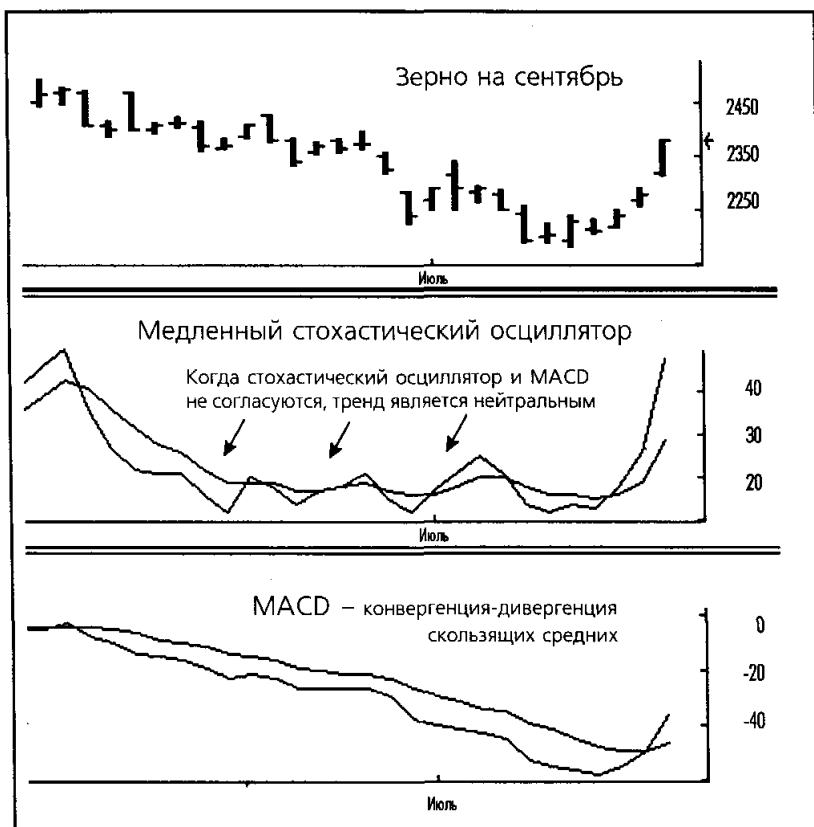 Зерно на сентябрь
2450
2350
2250
Июль
Медленный стохастический осциллятор
Когда стохастический осциллятор и MACD
не согласуются, тренд является нейтральным
40
30
20
Июль
MACD – конвергенция-дивергенция
скользящих средних
0
-20
-40
Июль